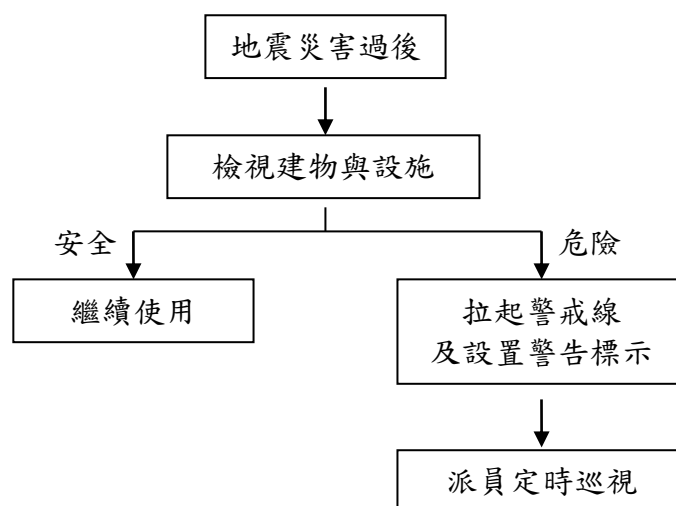 地震災害過後
檢視建物與設施
安全
危險
繼續使用
拉起警戒線
及設置警告標示
派員定時巡視